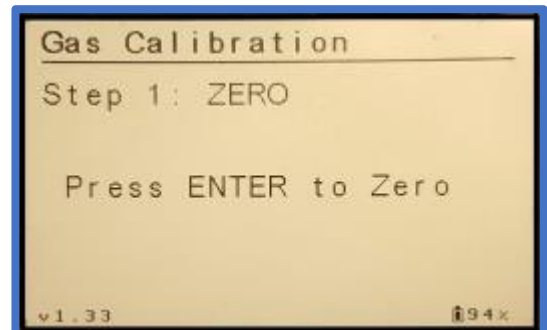 Gas Calibration
Step 1: ZERO
Press ENTER to Zero
v1.33 94%